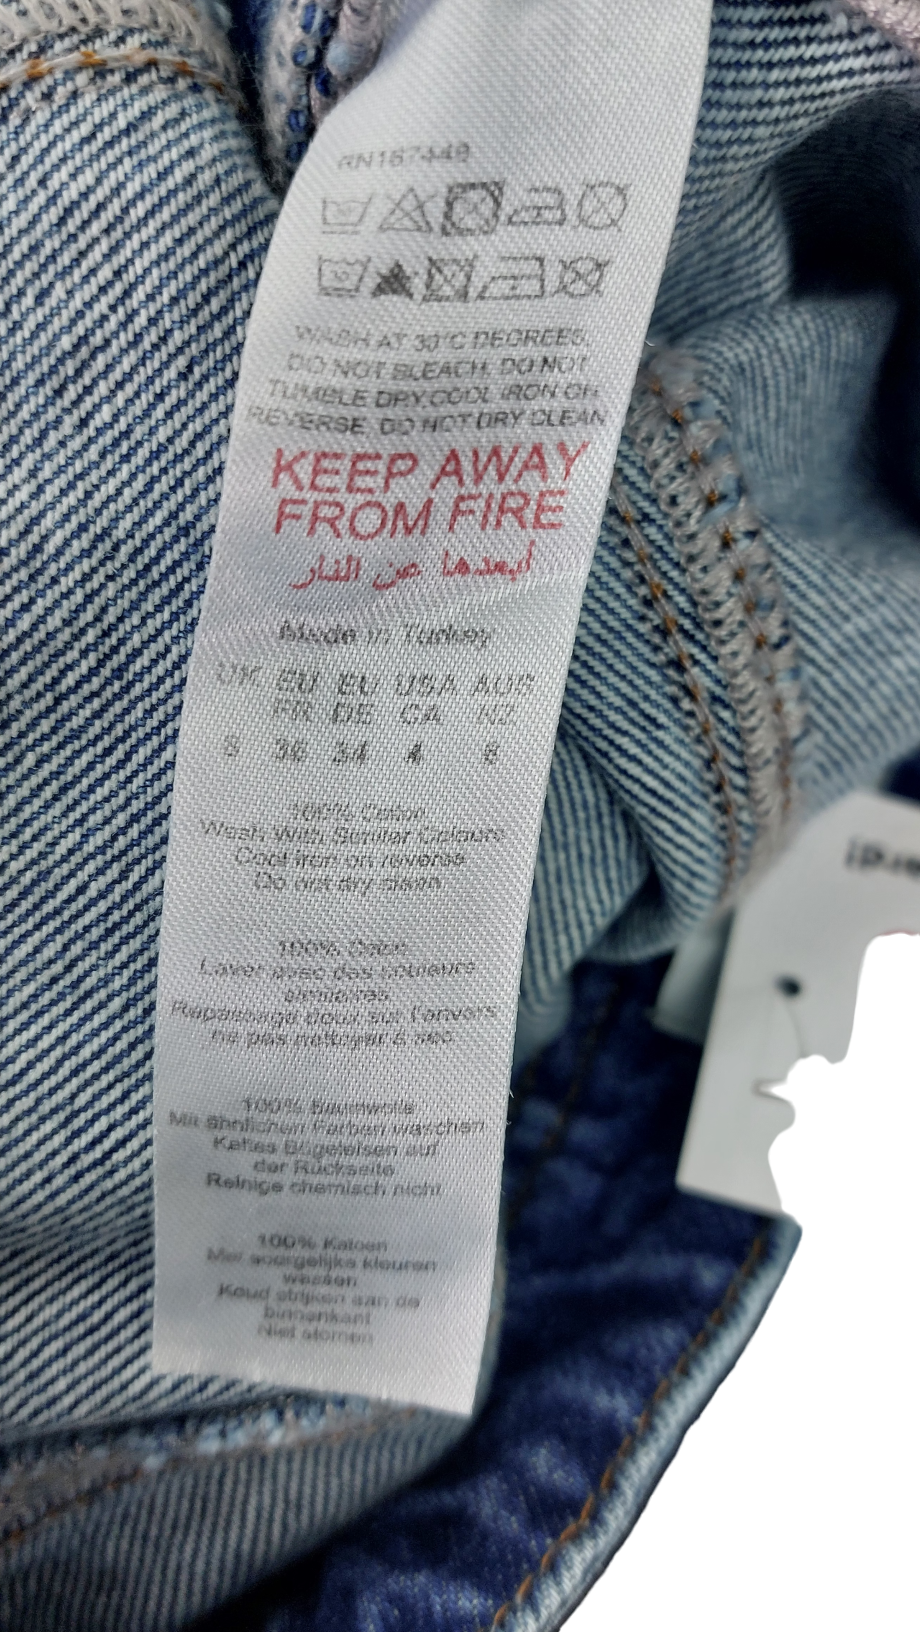 RN167449
WASH AT 30°C DEGREES,
DO NOT BLEACH, DO NOT
TUMBLE DRY, COOL IRON ON
REVERSE, DO NOT DRY CLEAN
KEEP AWAY
FROM FIRE
أبعدها عن النار
Made in Turkey
UK EU EU USA AUS
FR DE CA NZ
8 36 34 4 8
100% Cotton
Wash With Similar Colours
Cool iron on reverse
Do not dry clean
100% Coton
Laver avec des couleurs
similaires
Repassage doux sur l'envers
ne pas nettoyer à sec
100% Baumwolle
Mit ähnlichen Farben waschen
Kaltes Bügeleisen auf
der Rückseite
Reinige chemisch nicht
100% Katoen
Met soorgelijke kleuren
wassen
Koud strijken aan de
binnenkant
Niet stomen